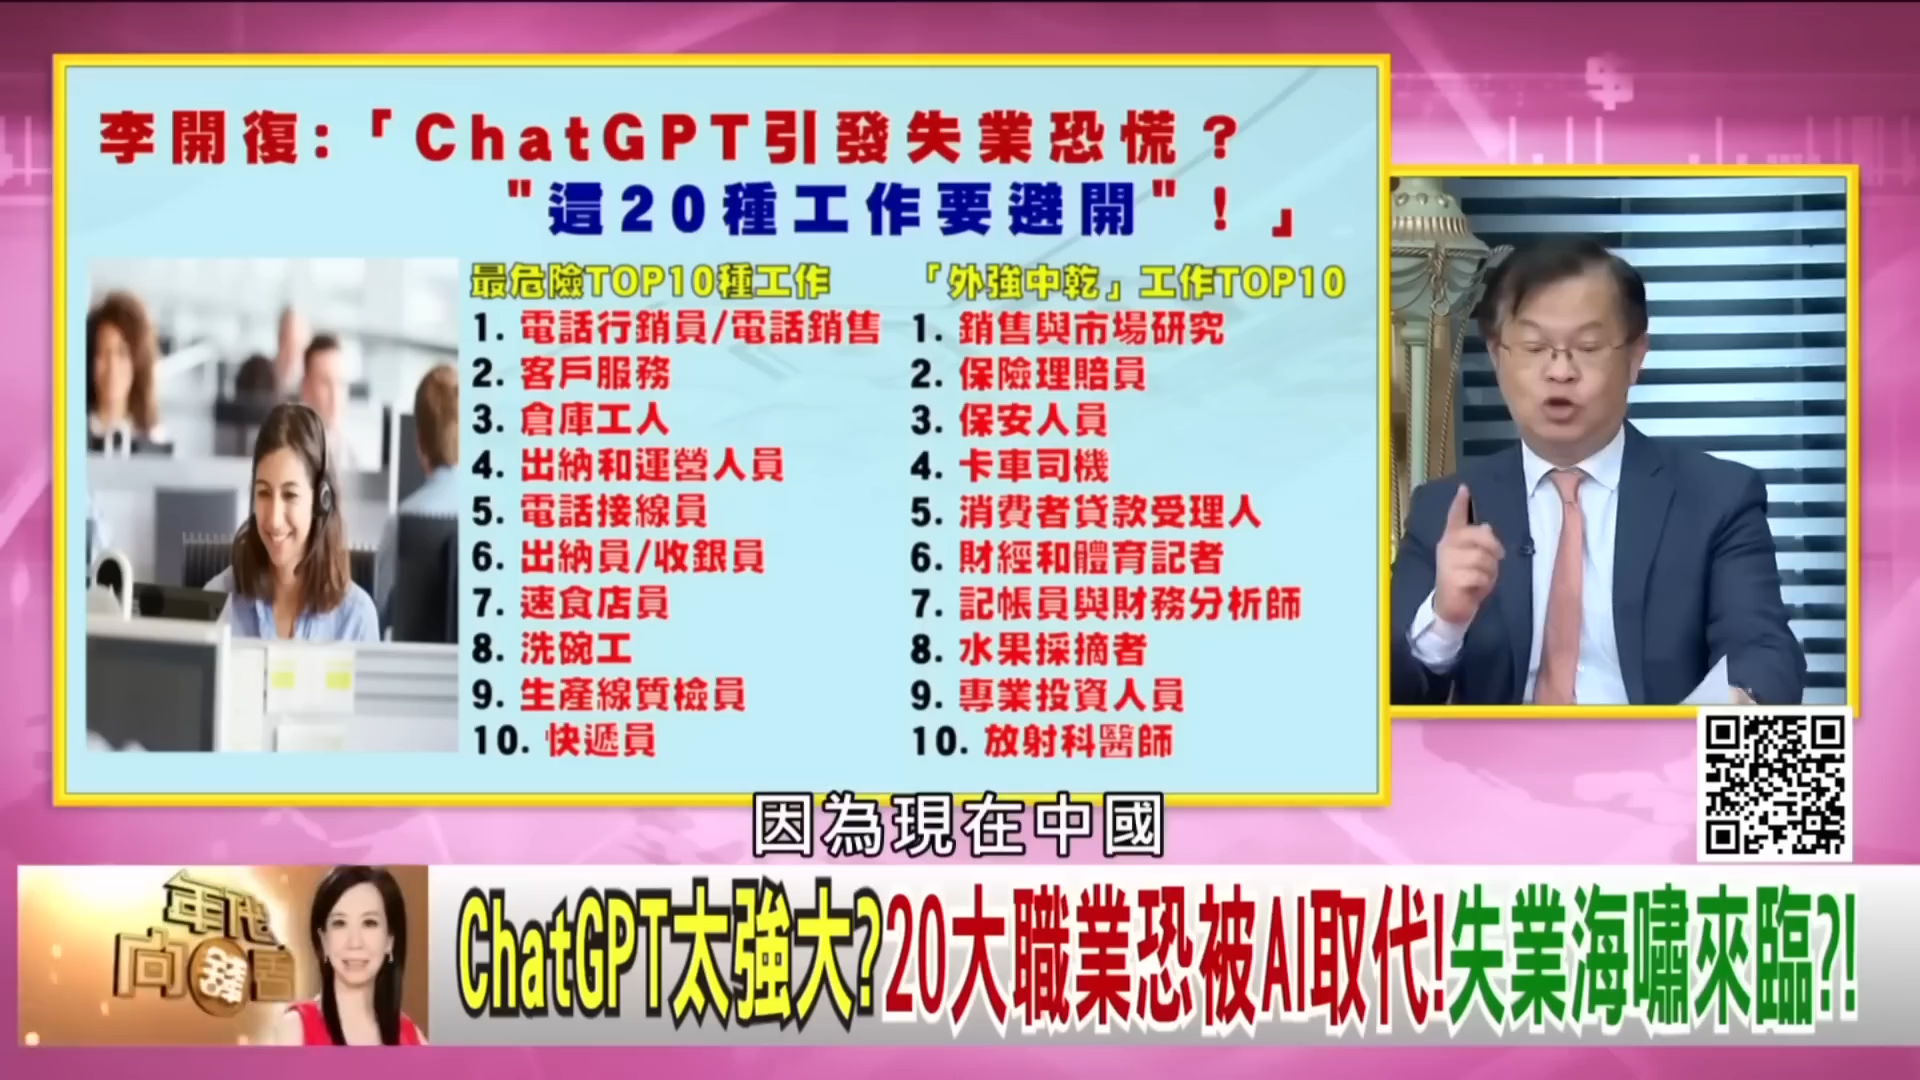 李開復:「ChatGPT引發失業恐慌？
"這20種工作要避開"！」
最危險TOP10種工作
1. 電話行銷員/電話銷售
2. 客戶服務
3. 倉庫工人
4. 出納和運營人員
5. 電話接線員
6. 出納員/收銀員
7. 速食店員
8. 洗碗工
9. 生產線質檢員
10. 快遞員
「外強中乾」工作TOP10
1. 銷售與市場研究
2. 保險理賠員
3. 保安人員
4. 卡車司機
5. 消費者貸款受理人
6. 財經和體育記者
7. 記帳員與財務分析師
8. 水果採摘者
9. 專業投資人員
10. 放射科醫師
因為現在中國
年代
向錢看
ChatGPT太強大?20大職業恐被AI取代!失業海嘯來臨?!